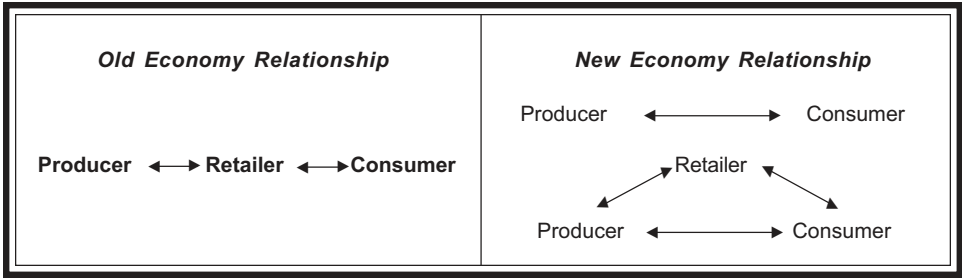 Old Economy Relationship
Producer Retailer Consumer
New Economy Relationship
Producer Consumer
Retailer
Producer Consumer